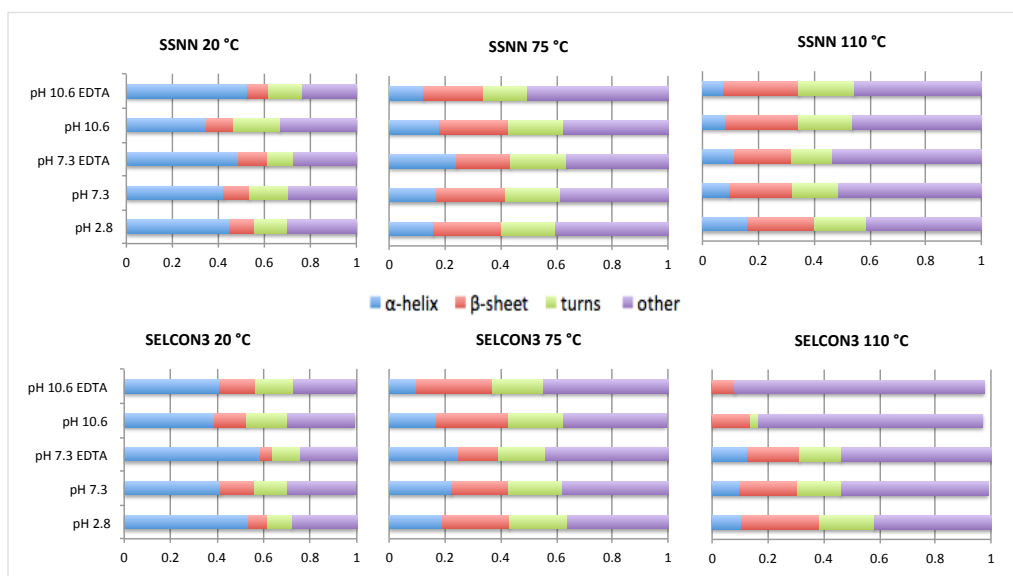 SSNN 20 °C
SSNN 75 °C
SSNN 110 °C
pH 10.6 EDTA
pH 10.6
pH 7.3 EDTA
pH 7.3
pH 2.8
0 0.2 0.4 0.6 0.8 1
0 0.2 0.4 0.6 0.8 1
0 0.2 0.4 0.6 0.8 1
α-helix β-sheet turns other
SELCON3 20 °C
SELCON3 75 °C
SELCON3 110 °C
pH 10.6 EDTA
pH 10.6
pH 7.3 EDTA
pH 7.3
pH 2.8
0 0.2 0.4 0.6 0.8 1
0 0.2 0.4 0.6 0.8 1
0 0.2 0.4 0.6 0.8 1